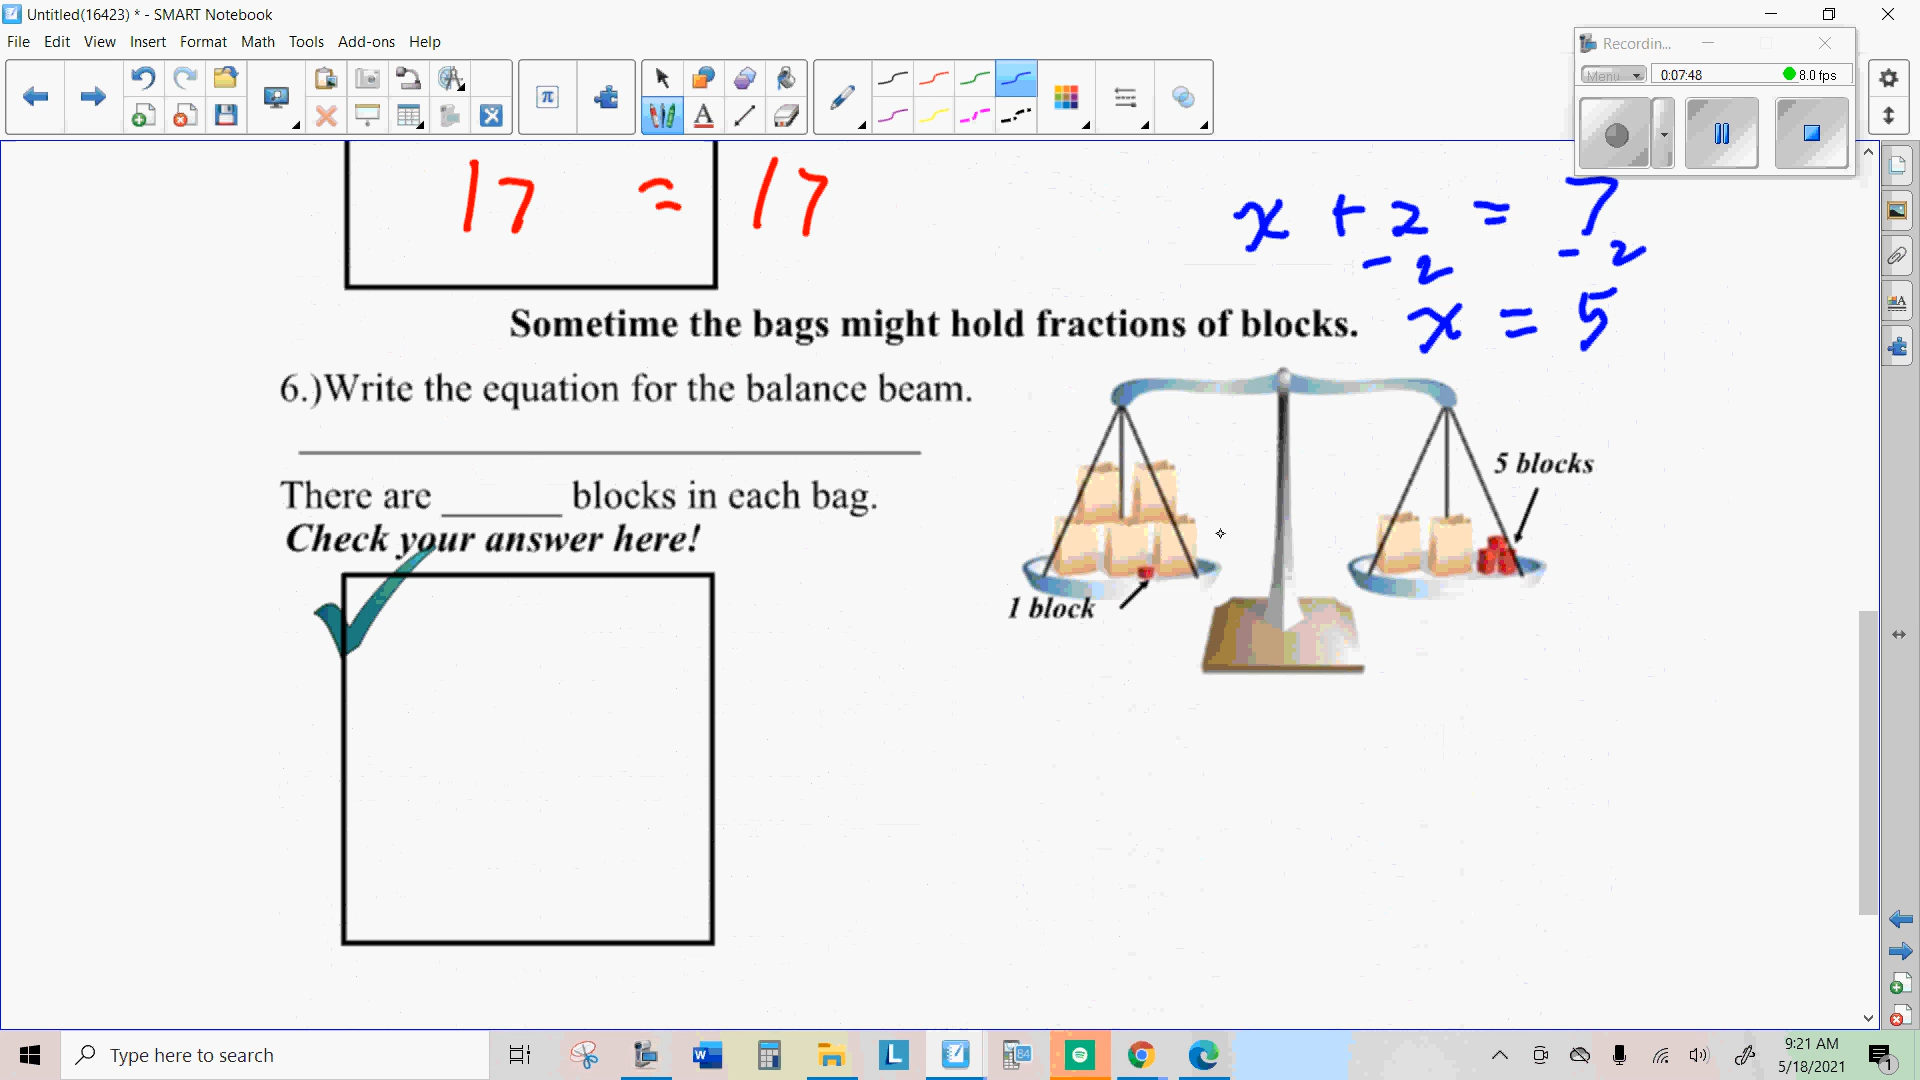 Untitled(16423) * - SMART Notebook
File Edit View Insert Format Math Tools Add-ons Help
Recordin...
Menu 0:07:48 8.0 fps
π
A
17 = 17
x + 2 = 7
- 2 - 2
x = 5
Sometime the bags might hold fractions of blocks.
6.)Write the equation for the balance beam.
There are ______ blocks in each bag.
Check your answer here!
5 blocks
1 block
Type here to search
W
L
84
9:21 AM
5/18/2021
1